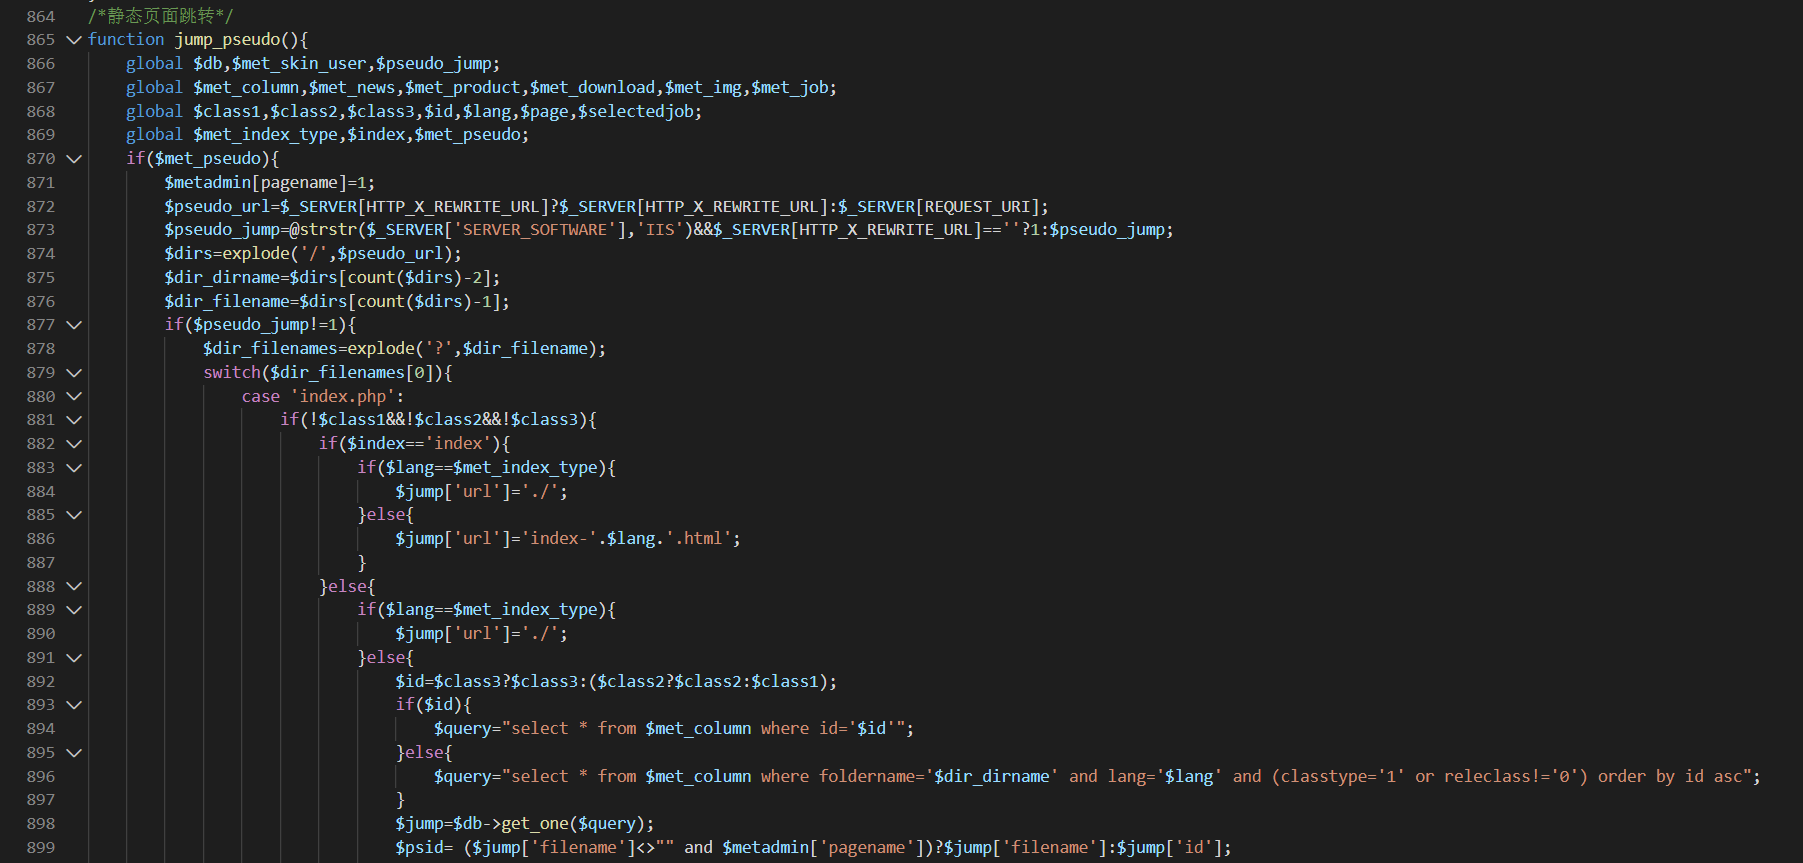 864 /*静态页面跳转*/
865 function jump_pseudo(){
866 global $db,$met_skin_user,$pseudo_jump;
867 global $met_column,$met_news,$met_product,$met_download,$met_img,$met_job;
868 global $class1,$class2,$class3,$id,$lang,$page,$selectedjob;
869 global $met_index_type,$index,$met_pseudo;
870 if($met_pseudo){
871 $metadmin[pagename]=1;
872 $pseudo_url=$_SERVER[HTTP_X_REWRITE_URL]?$_SERVER[HTTP_X_REWRITE_URL]:$_SERVER[REQUEST_URI];
873 $pseudo_jump=@strstr($_SERVER['SERVER_SOFTWARE'],'IIS')&&$_SERVER[HTTP_X_REWRITE_URL]==''?1:$pseudo_jump;
874 $dirs=explode('/',$pseudo_url);
875 $dir_dirname=$dirs[count($dirs)-2];
876 $dir_filename=$dirs[count($dirs)-1];
877 if($pseudo_jump!=1){
878 $dir_filenames=explode('?',$dir_filename);
879 switch($dir_filenames[0]){
880 case 'index.php':
881 if(!$class1&&!$class2&&!$class3){
882 if($index=='index'){
883 if($lang==$met_index_type){
884 $jump['url']='./';
885 }else{
886 $jump['url']='index-'.$lang.'.html';
887 }
888 }else{
889 if($lang==$met_index_type){
890 $jump['url']='./';
891 }else{
892 $id=$class3?$class3:($class2?$class2:$class1);
893 if($id){
894 $query="select * from $met_column where id='$id'";
895 }else{
896 $query="select * from $met_column where foldername='$dir_dirname' and lang='$lang' and (classtype='1' or releclass!='0') order by id asc";
897 }
898 $jump=$db->get_one($query);
899 $psid= ($jump['filename']<>"" and $metadmin['pagename'])?$jump['filename']:$jump['id'];